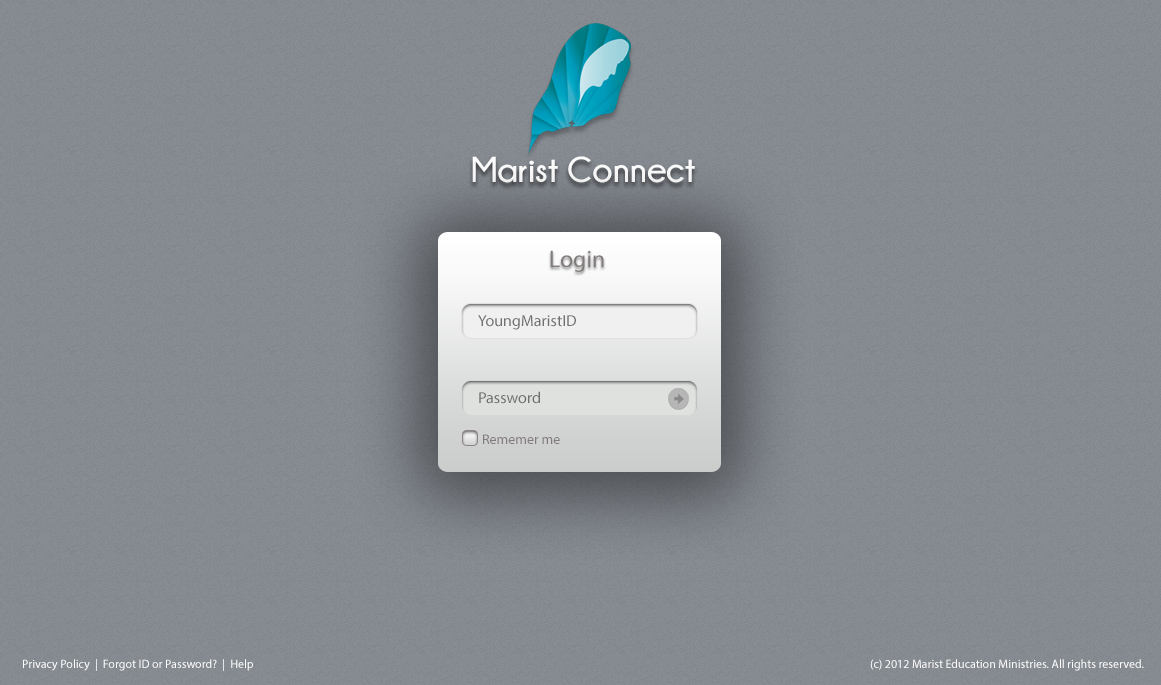 Marist Connect
Login
YoungMaristID
Password
Rememer me
Privacy Policy | Forgot ID or Password? | Help
(c) 2012 Marist Education Ministries. All rights reserved.